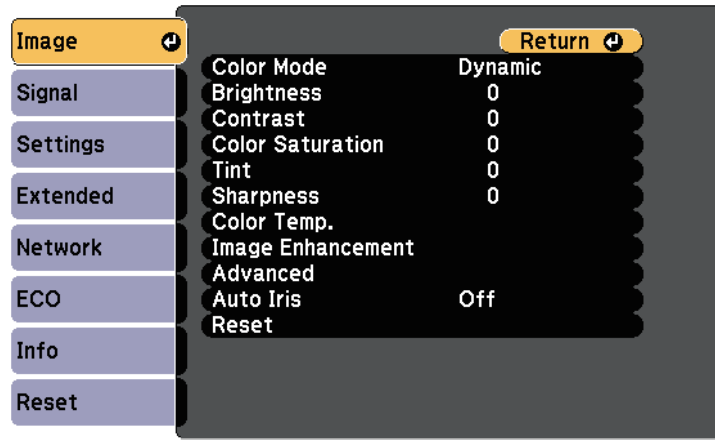 Image
Signal
Settings
Extended
Network
ECO
Info
Reset
Return
Color Mode Dynamic
Brightness 0
Contrast 0
Color Saturation 0
Tint 0
Sharpness 0
Color Temp.
Image Enhancement
Advanced
Auto Iris Off
Reset